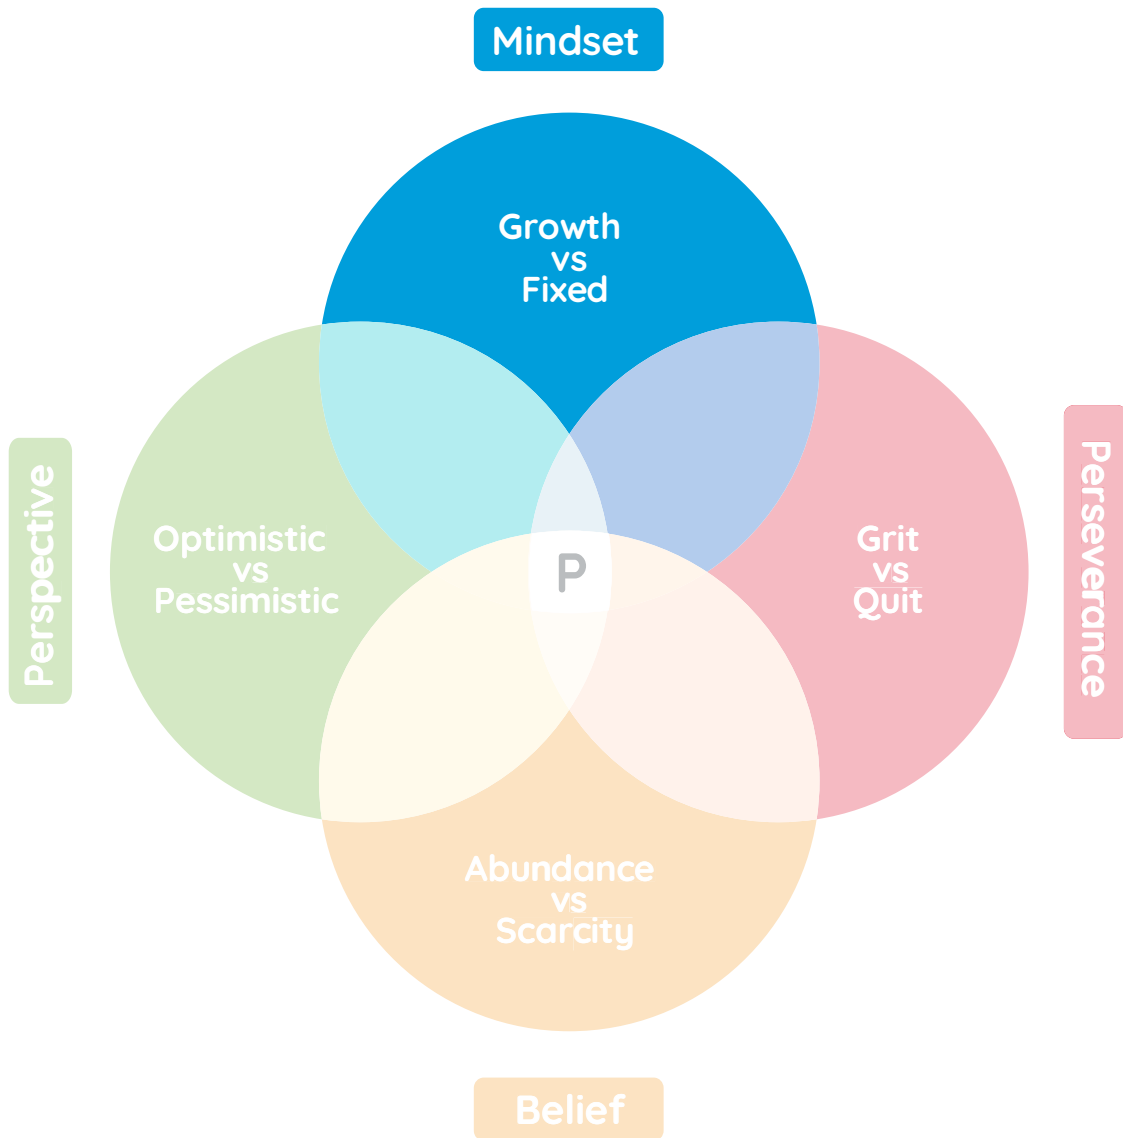 Mindset
Growth
vs
Fixed
Perspective
Optimistic
vs
Pessimistic
P
Grit
vs
Quit
Perseverance
Abundance
vs
Scarcity
Belief